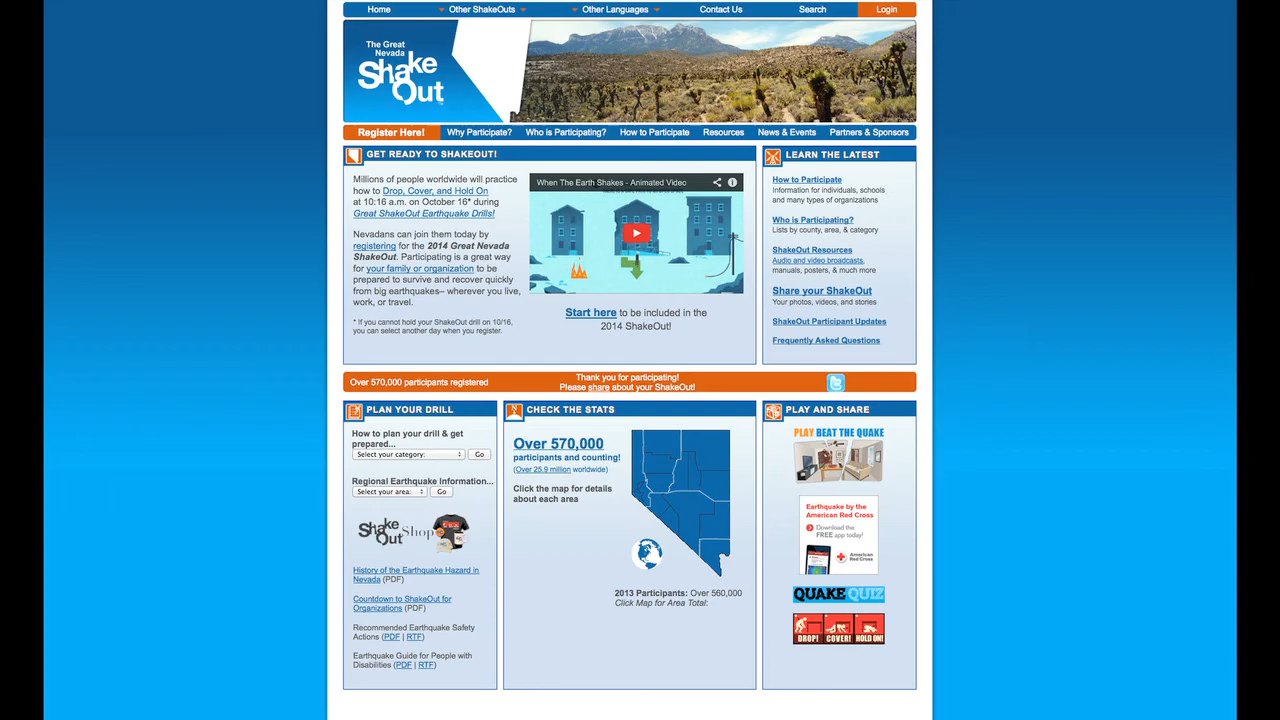 Home
Other ShakeOuts
Other Languages
Contact Us
Search
Login
The Great
Nevada
ShakeOut
Register Here!
Why Participate?
Who is Participating?
How to Participate
Resources
News & Events
Partners & Sponsors
GET READY TO SHAKEOUT!
Millions of people worldwide will practice
how to Drop, Cover, and Hold On
at 10:16 a.m. on October 16* during
Great ShakeOut Earthquake Drills!
Nevadans can join them today by
registering for the 2014 Great Nevada
ShakeOut. Participating is a great way
for your family or organization to be
prepared to survive and recover quickly
from big earthquakes– wherever you live,
work, or travel.
* If you cannot hold your ShakeOut drill on 10/16,
you can select another day when you register.
When The Earth Shakes - Animated Video
Start here to be included in the
2014 ShakeOut!
LEARN THE LATEST
How to Participate
Information for individuals, schools
and many types of organizations
Who is Participating?
Lists by county, area, & category
ShakeOut Resources
Audio and video broadcasts,
manuals, posters, & much more
Share your ShakeOut
Your photos, videos, and stories
ShakeOut Participant Updates
Frequently Asked Questions
Over 570,000 participants registered
Thank you for participating!
Please share about your ShakeOut!
PLAN YOUR DRILL
How to plan your drill & get
prepared...
Select your category:
Go
Regional Earthquake Information...
Select your area:
Go
ShakeOut Shop
History of the Earthquake Hazard in
Nevada (PDF)
Countdown to ShakeOut for
Organizations (PDF)
Recommended Earthquake Safety
Actions (PDF | RTF)
Earthquake Guide for People with
Disabilities (PDF | RTF)
CHECK THE STATS
Over 570,000
participants and counting!
(Over 25.9 million worldwide)
Click the map for details
about each area
2013 Participants: Over 560,000
Click Map for Area Total:
PLAY AND SHARE
PLAY BEAT THE QUAKE
Earthquake by the
American Red Cross
Download the
FREE app today!
American
Red Cross
QUAKE QUIZ
DROP! COVER! HOLD ON!